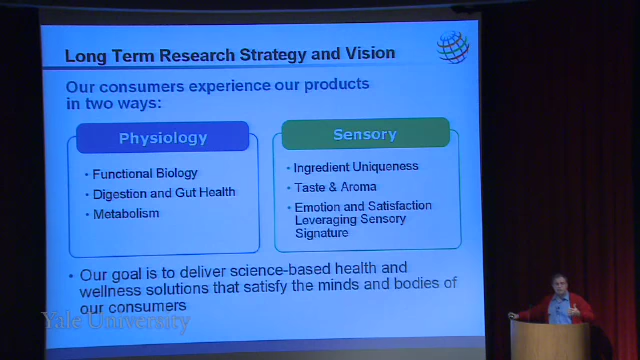 Long Term Research Strategy and Vision
Our consumers experience our products
in two ways:
Physiology
• Functional Biology
• Digestion and Gut Health
• Metabolism
Sensory
• Ingredient Uniqueness
• Taste & Aroma
• Emotion and Satisfaction
Leveraging Sensory
Signature
• Our goal is to deliver science-based health and
wellness solutions that satisfy the minds and bodies of
our consumers
Yale University